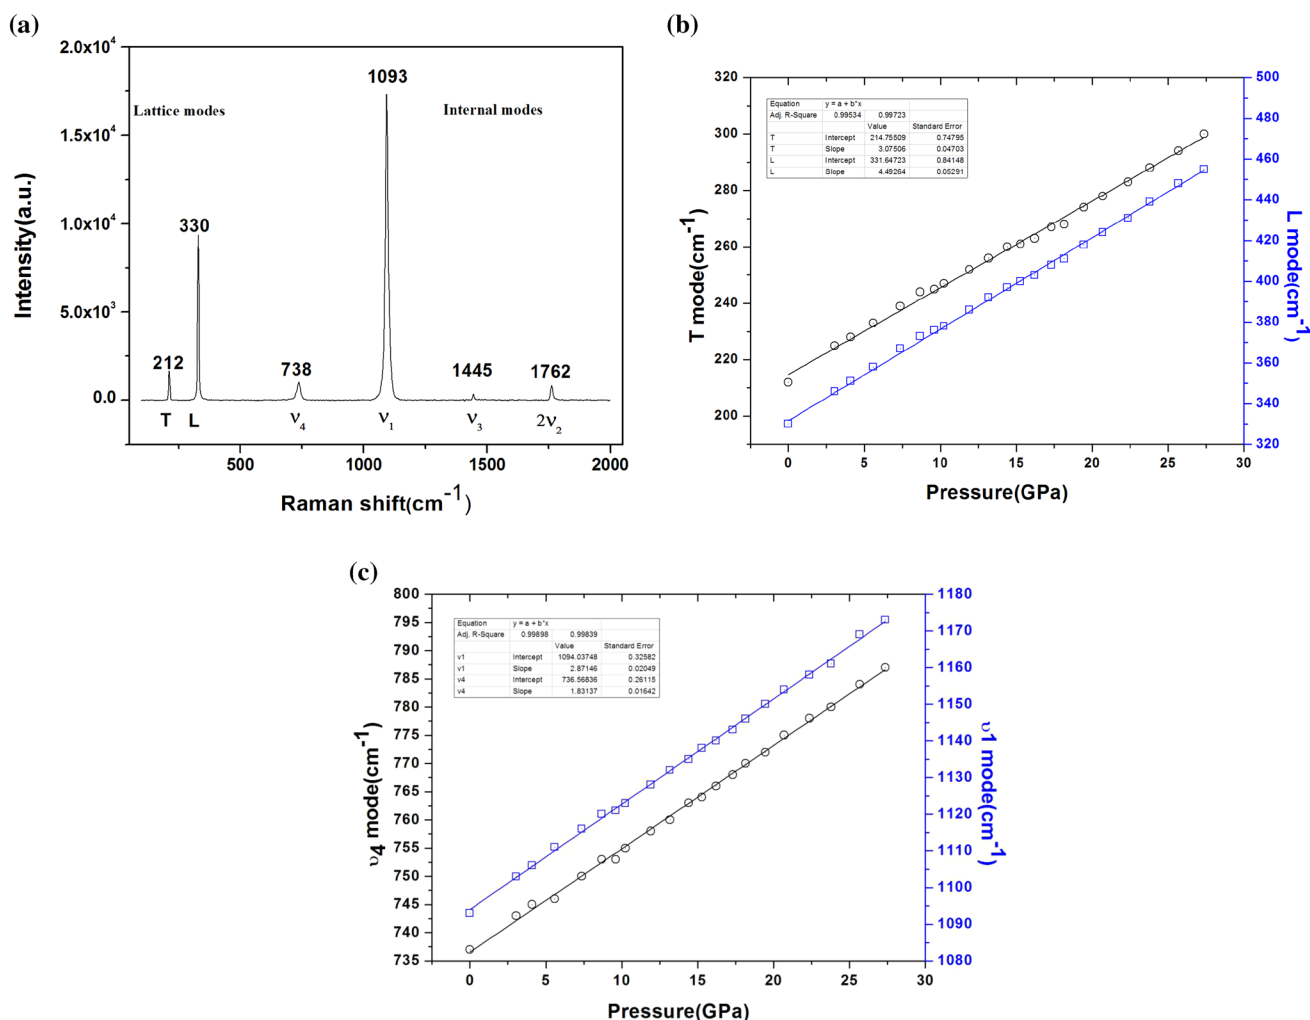 (a)
2.0x10⁴
1.5x10⁴
1.0x10⁴
5.0x10³
0.0
Intensity(a.u.)
Lattice modes
Internal modes
1093
330
212
738
1445
1762
T
L
ν₄
ν₁
ν₃
2ν₂
500
1000
1500
2000
Raman shift(cm⁻¹)
(b)
320
300
280
260
240
220
200
T mode(cm⁻¹)
Equation y = a + b*x
Adj. R-Square 0.99534 0.99723
Value Standard Error
T Intercept 214.75509 0.74795
T Slope 3.07506 0.04703
L Intercept 331.64723 0.84148
L Slope 4.49264 0.05291
500
480
460
440
420
400
380
360
340
320
L mode(cm⁻¹)
0 5 10 15 20 25 30
Pressure(GPa)
(c)
800
795
790
785
780
775
770
765
760
755
750
745
740
735
υ4 mode(cm⁻¹)
Equation y = a + b*x
Adj. R-Square 0.99898 0.99839
Value Standard Error
v1 Intercept 1094.03748 0.32582
v1 Slope 2.87146 0.02049
v4 Intercept 736.56836 0.26115
v4 Slope 1.83137 0.01642
1180
1170
1160
1150
1140
1130
1120
1110
1100
1090
1080
υ1 mode(cm⁻¹)
0 5 10 15 20 25 30
Pressure(GPa)